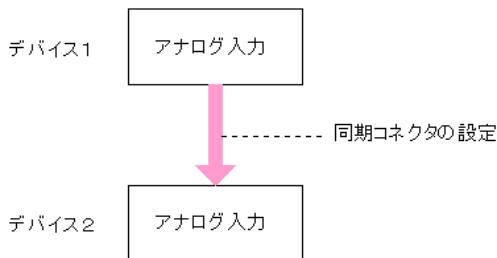 デバイス1
アナログ入力
同期コネクタの設定
デバイス2
アナログ入力